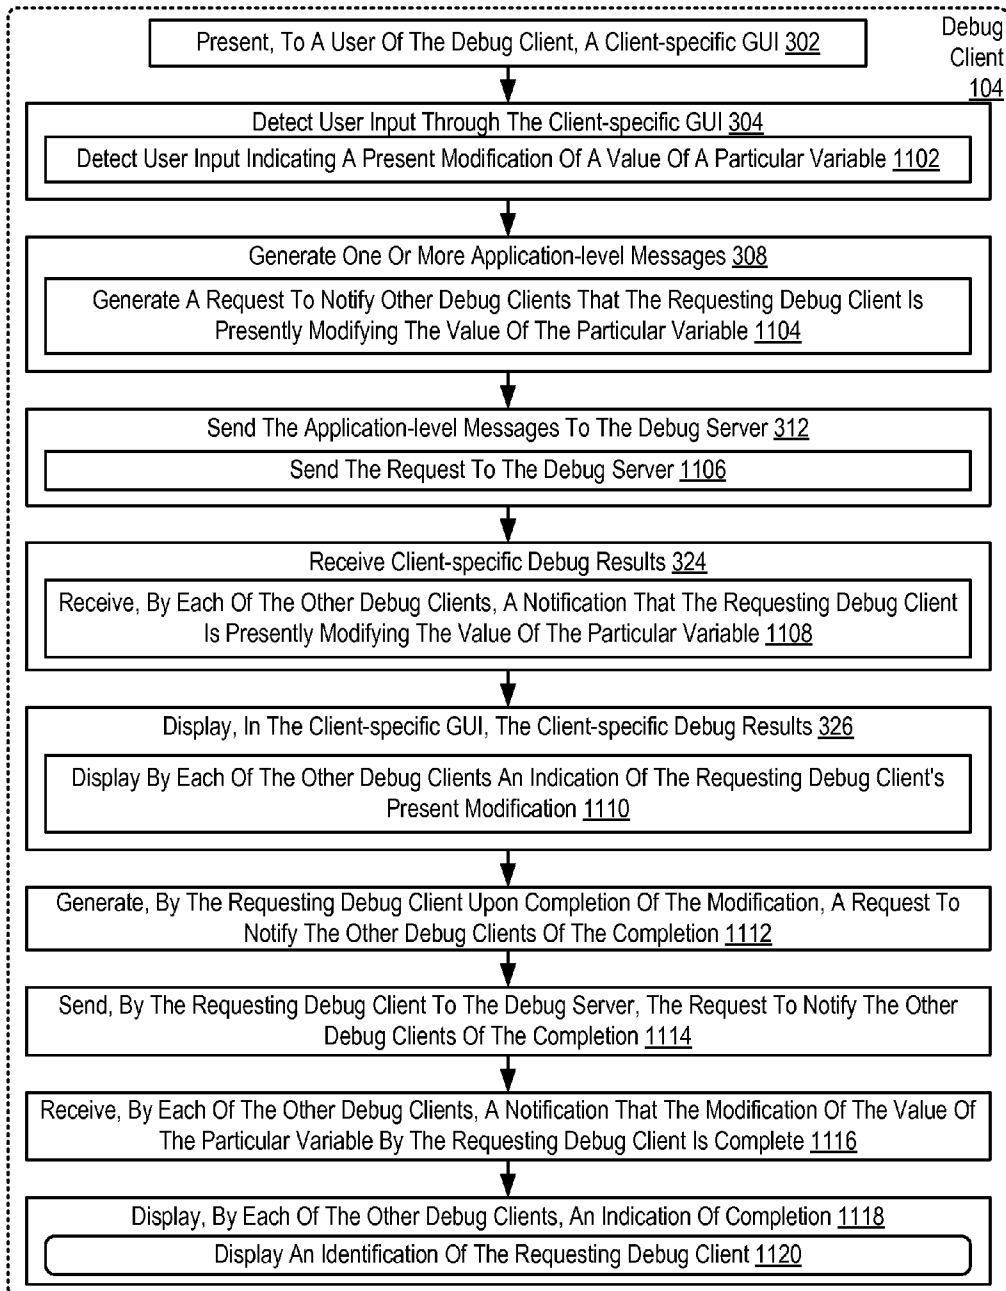 Present, To A User Of The Debug Client, A Client-specific GUI 302
Debug
Client
104
Detect User Input Through The Client-specific GUI 304
Detect User Input Indicating A Present Modification Of A Value Of A Particular Variable 1102
Generate One Or More Application-level Messages 308
Generate A Request To Notify Other Debug Clients That The Requesting Debug Client Is
Presently Modifying The Value Of The Particular Variable 1104
Send The Application-level Messages To The Debug Server 312
Send The Request To The Debug Server 1106
Receive Client-specific Debug Results 324
Receive, By Each Of The Other Debug Clients, A Notification That The Requesting Debug Client
Is Presently Modifying The Value Of The Particular Variable 1108
Display, In The Client-specific GUI, The Client-specific Debug Results 326
Display By Each Of The Other Debug Clients An Indication Of The Requesting Debug Client's
Present Modification 1110
Generate, By The Requesting Debug Client Upon Completion Of The Modification, A Request To
Notify The Other Debug Clients Of The Completion 1112
Send, By The Requesting Debug Client To The Debug Server, The Request To Notify The Other
Debug Clients Of The Completion 1114
Receive, By Each Of The Other Debug Clients, A Notification That The Modification Of The Value Of
The Particular Variable By The Requesting Debug Client Is Complete 1116
Display, By Each Of The Other Debug Clients, An Indication Of Completion 1118
Display An Identification Of The Requesting Debug Client 1120